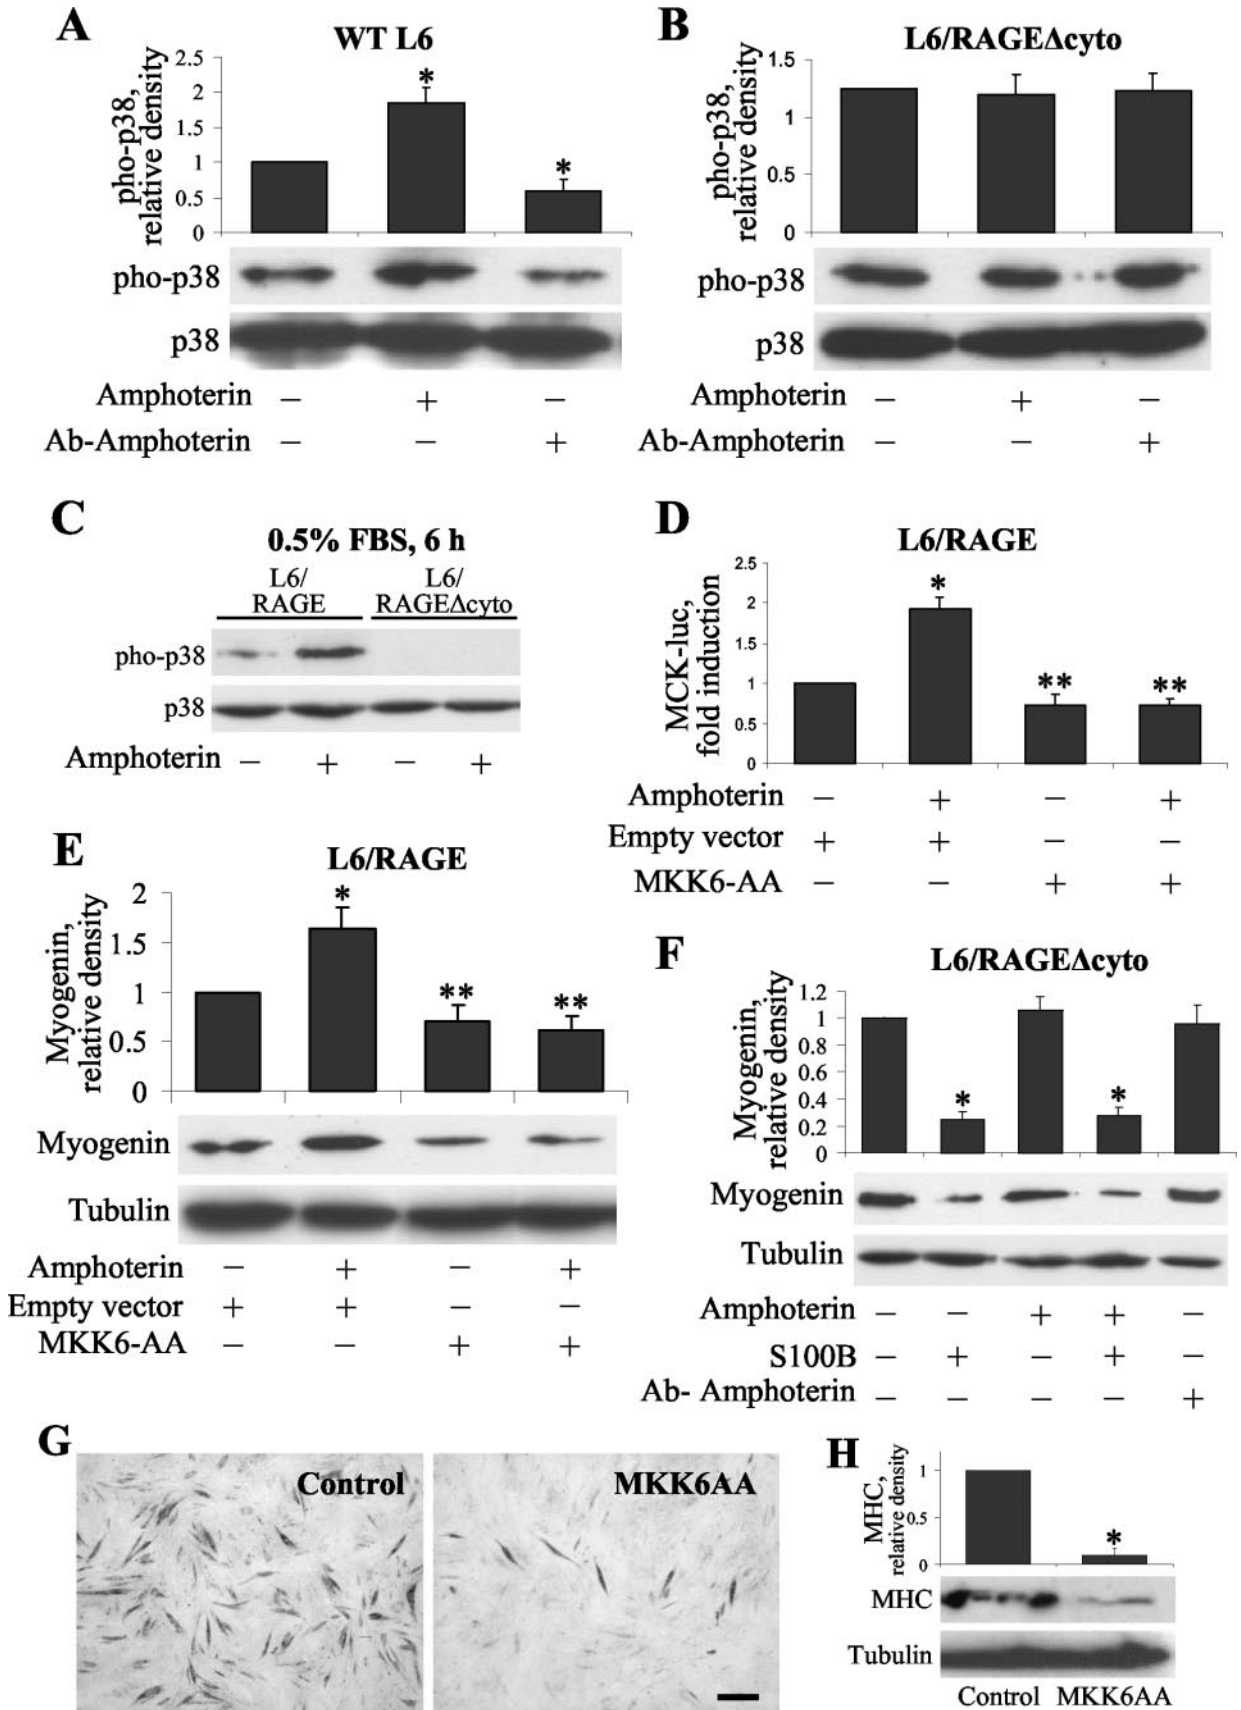 A
WT L6
pho-p38,
relative density
2.5
2
1.5
1
0.5
0
*
*
pho-p38
p38
Amphoterin − + −
Ab-Amphoterin − − +
B
L6/RAGEΔcyto
pho-p38,
relative density
1.5
1
0.5
0
pho-p38
p38
Amphoterin − + −
Ab-Amphoterin − − +
C
0.5% FBS, 6 h
L6/ L6/
RAGE RAGEΔcyto
pho-p38
p38
Amphoterin − + − +
D
L6/RAGE
MCK-luc,
fold induction
2.5
2
1.5
1
0.5
0
*
** **
Amphoterin − + − +
Empty vector + + − −
MKK6-AA − − + +
E
L6/RAGE
Myogenin,
relative density
2
1.5
1
0.5
0
*
** **
Myogenin
Tubulin
Amphoterin − + − +
Empty vector + + − −
MKK6-AA − − + +
F
L6/RAGEΔcyto
Myogenin,
relative density
1.2
1
0.8
0.6
0.4
0.2
0
* *
Myogenin
Tubulin
Amphoterin − − + + −
S100B − + − + −
Ab- Amphoterin − − − − +
G
Control
MKK6AA
H
MHC,
relative density
1
0.5
0
*
MHC
Tubulin
Control MKK6AA